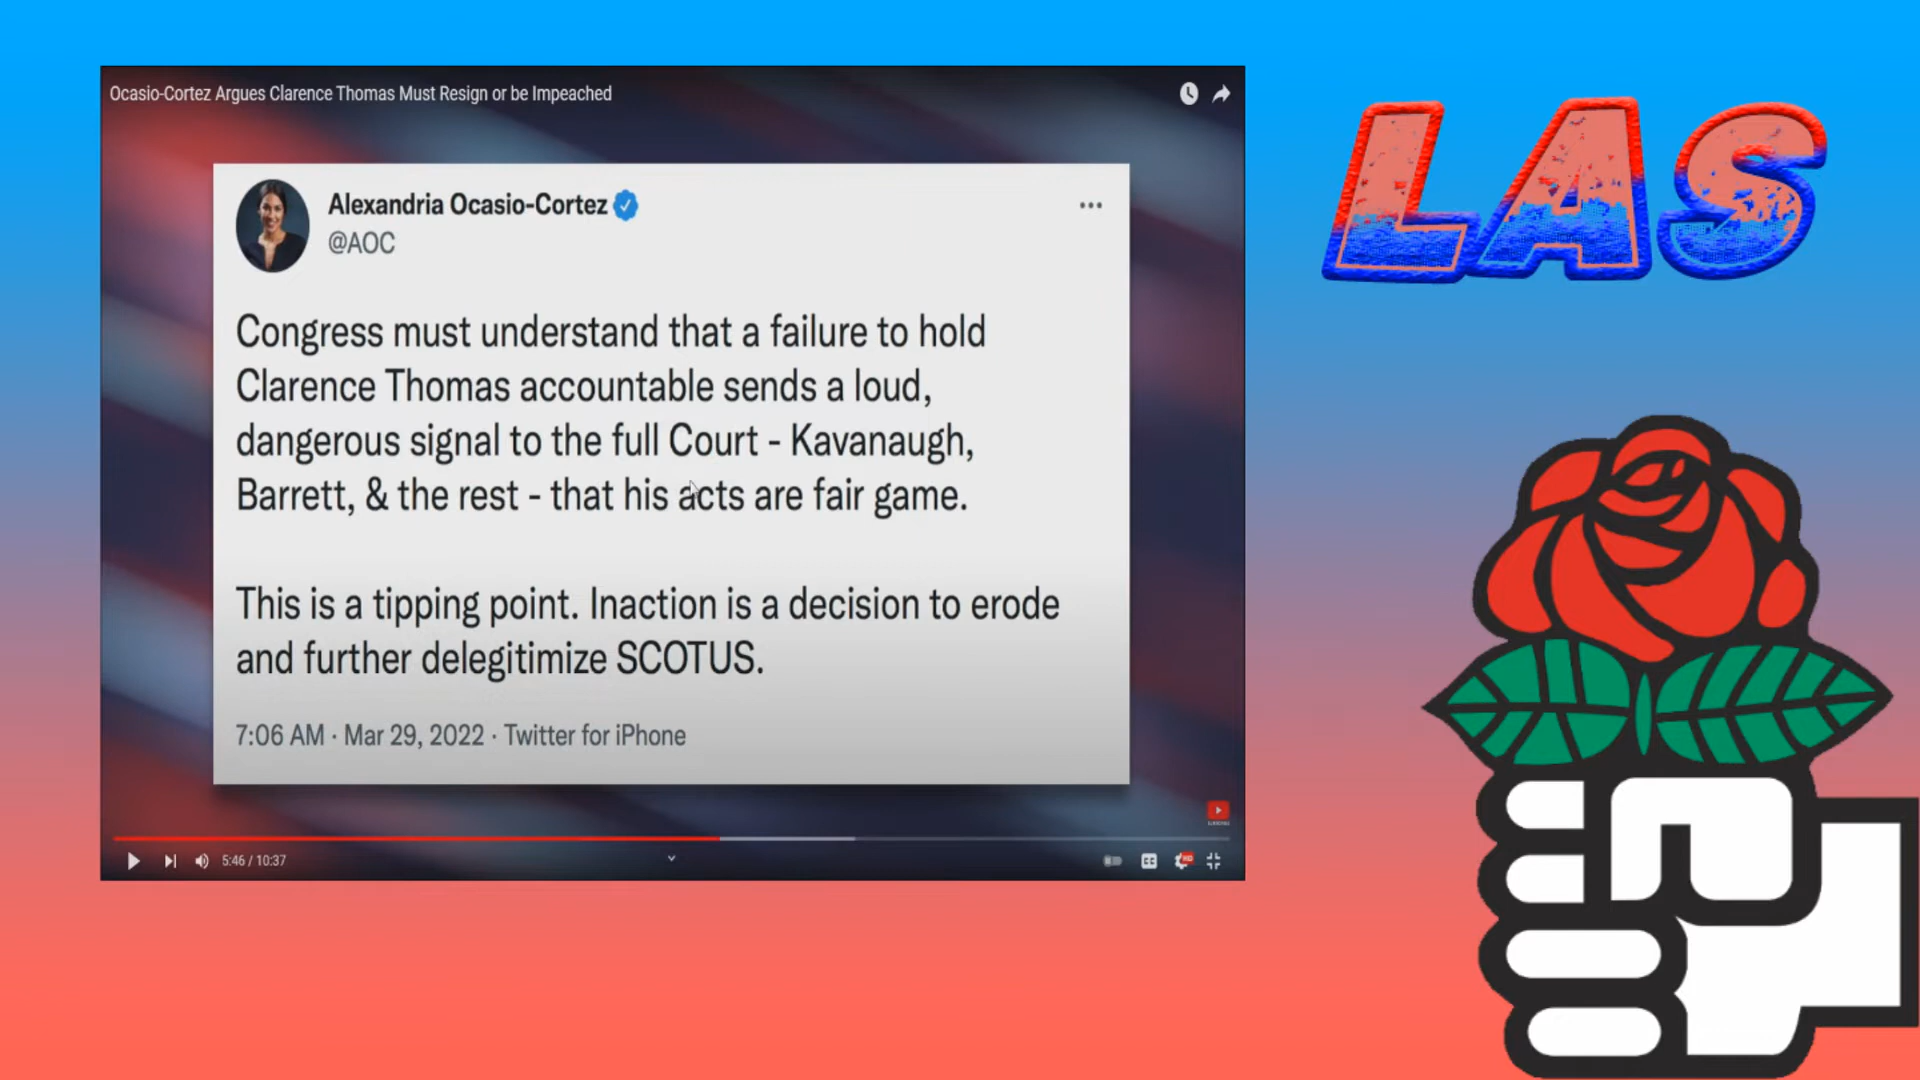 Ocasio-Cortez Argues Clarence Thomas Must Resign or be Impeached
LAS
Alexandria Ocasio-Cortez
@AOC
Congress must understand that a failure to hold
Clarence Thomas accountable sends a loud,
dangerous signal to the full Court - Kavanaugh,
Barrett, & the rest - that his acts are fair game.
This is a tipping point. Inaction is a decision to erode
and further delegitimize SCOTUS.
7:06 AM · Mar 29, 2022 · Twitter for iPhone
5:46 / 10:37
CC
HD